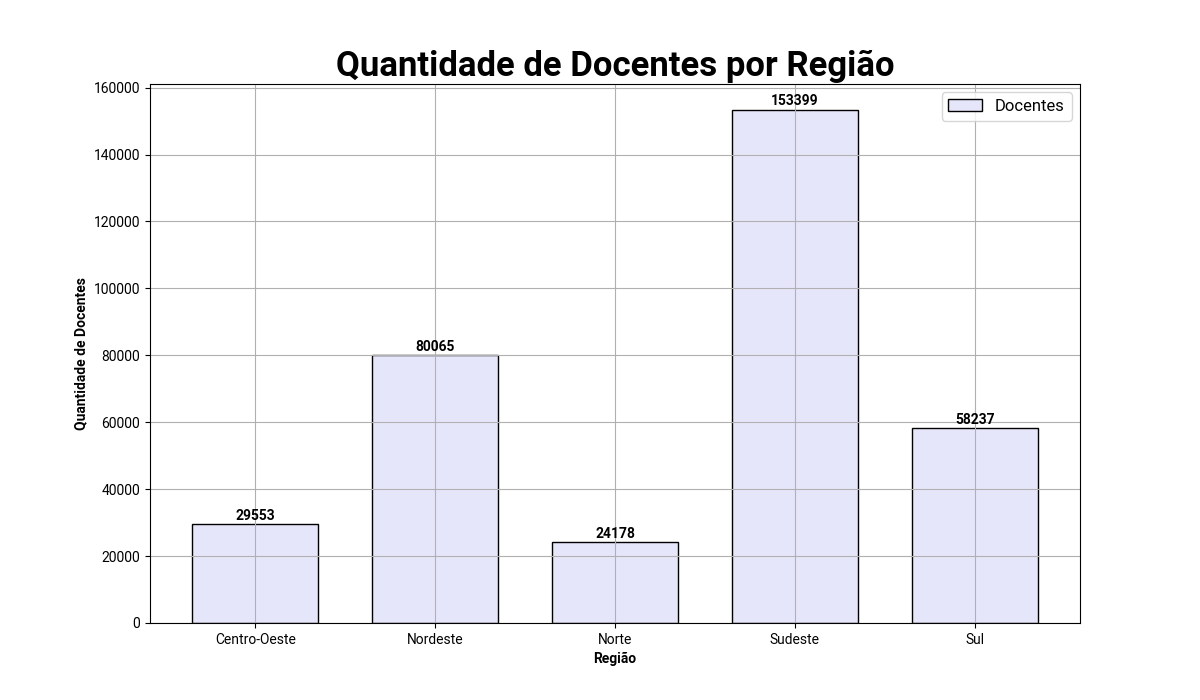 Quantidade de Docentes por Região
160000
140000
120000
100000
80000
60000
40000
20000
0
Quantidade de Docentes
153399
80065
58237
29553
24178
Docentes
Centro-Oeste
Nordeste
Norte
Sudeste
Sul
Região